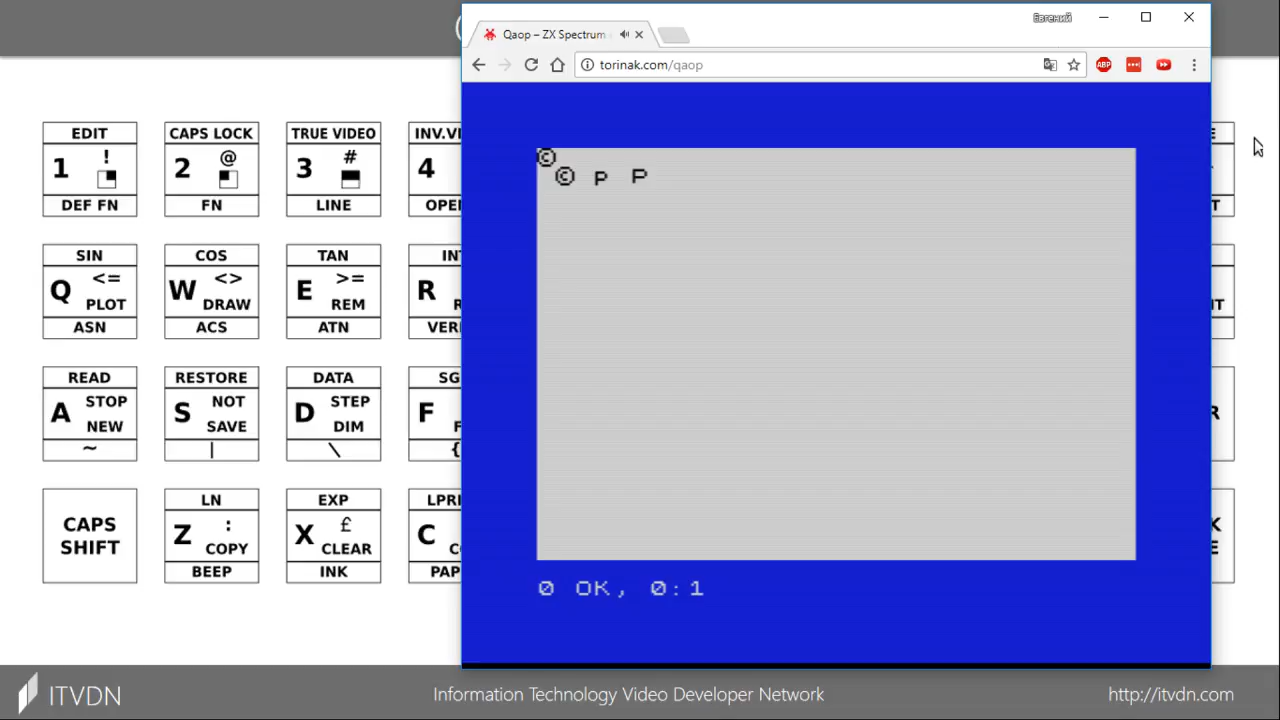 Евгений
Qaop – ZX Spectrum
torinak.com/qaop
ABP
EDIT CAPS LOCK TRUE VIDEO INV.VI
1 ! 2 @ 3 # 4
DEF FN FN LINE OPE
© 
© p P
SIN COS TAN IN
Q <= PLOT W <> DRAW E >= REM R
ASN ACS ATN VER
READ RESTORE DATA SG
A STOP NEW S NOT SAVE D STEP DIM F
~ | \ {
LN EXP LPRI
CAPS SHIFT Z : COPY X £ CLEAR C
BEEP INK PAP
0 OK, 0:1
ITVDN Information Technology Video Developer Network http://itvdn.com